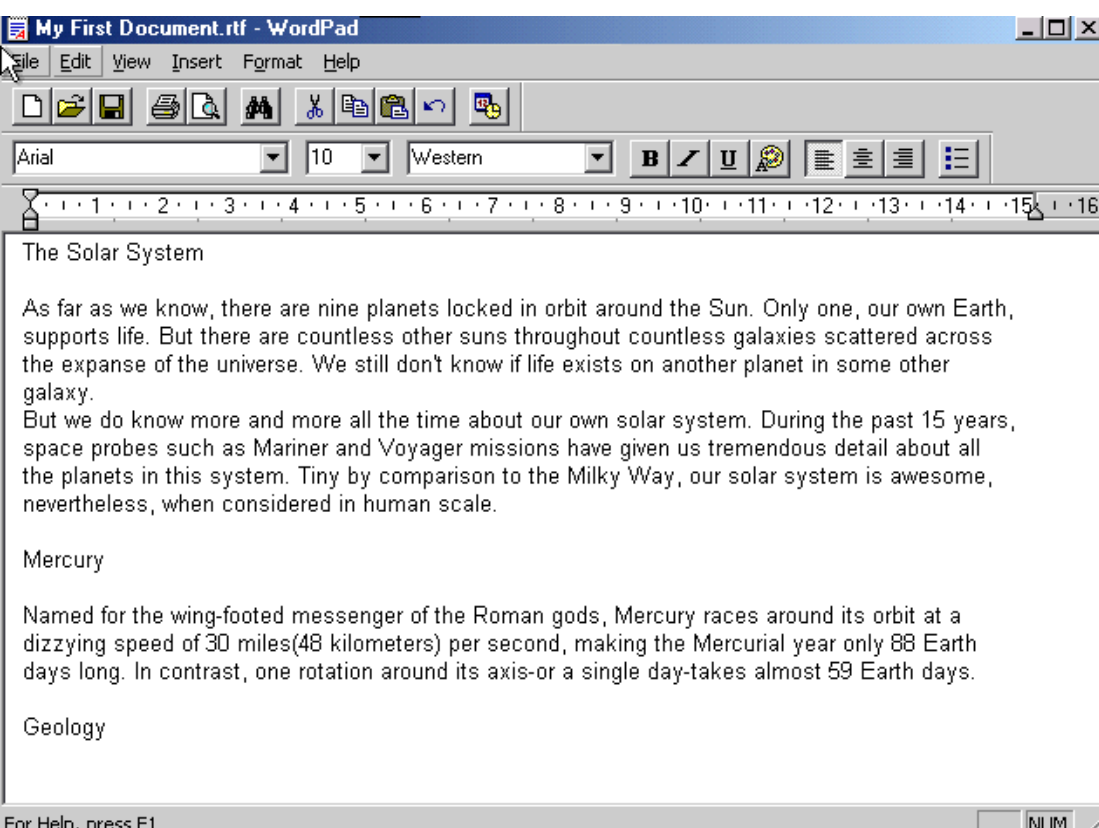 My First Document.rtf - WordPad
File Edit View Insert Format Help
Arial 10 Western B I U
1 2 3 4 5 6 7 8 9 10 11 12 13 14 15 16
The Solar System
As far as we know, there are nine planets locked in orbit around the Sun. Only one, our own Earth,
supports life. But there are countless other suns throughout countless galaxies scattered across
the expanse of the universe. We still don't know if life exists on another planet in some other
galaxy.
But we do know more and more all the time about our own solar system. During the past 15 years,
space probes such as Mariner and Voyager missions have given us tremendous detail about all
the planets in this system. Tiny by comparison to the Milky Way, our solar system is awesome,
nevertheless, when considered in human scale.
Mercury
Named for the wing-footed messenger of the Roman gods, Mercury races around its orbit at a
dizzying speed of 30 miles(48 kilometers) per second, making the Mercurial year only 88 Earth
days long. In contrast, one rotation around its axis-or a single day-takes almost 59 Earth days.
Geology
For Help, press F1 NUM